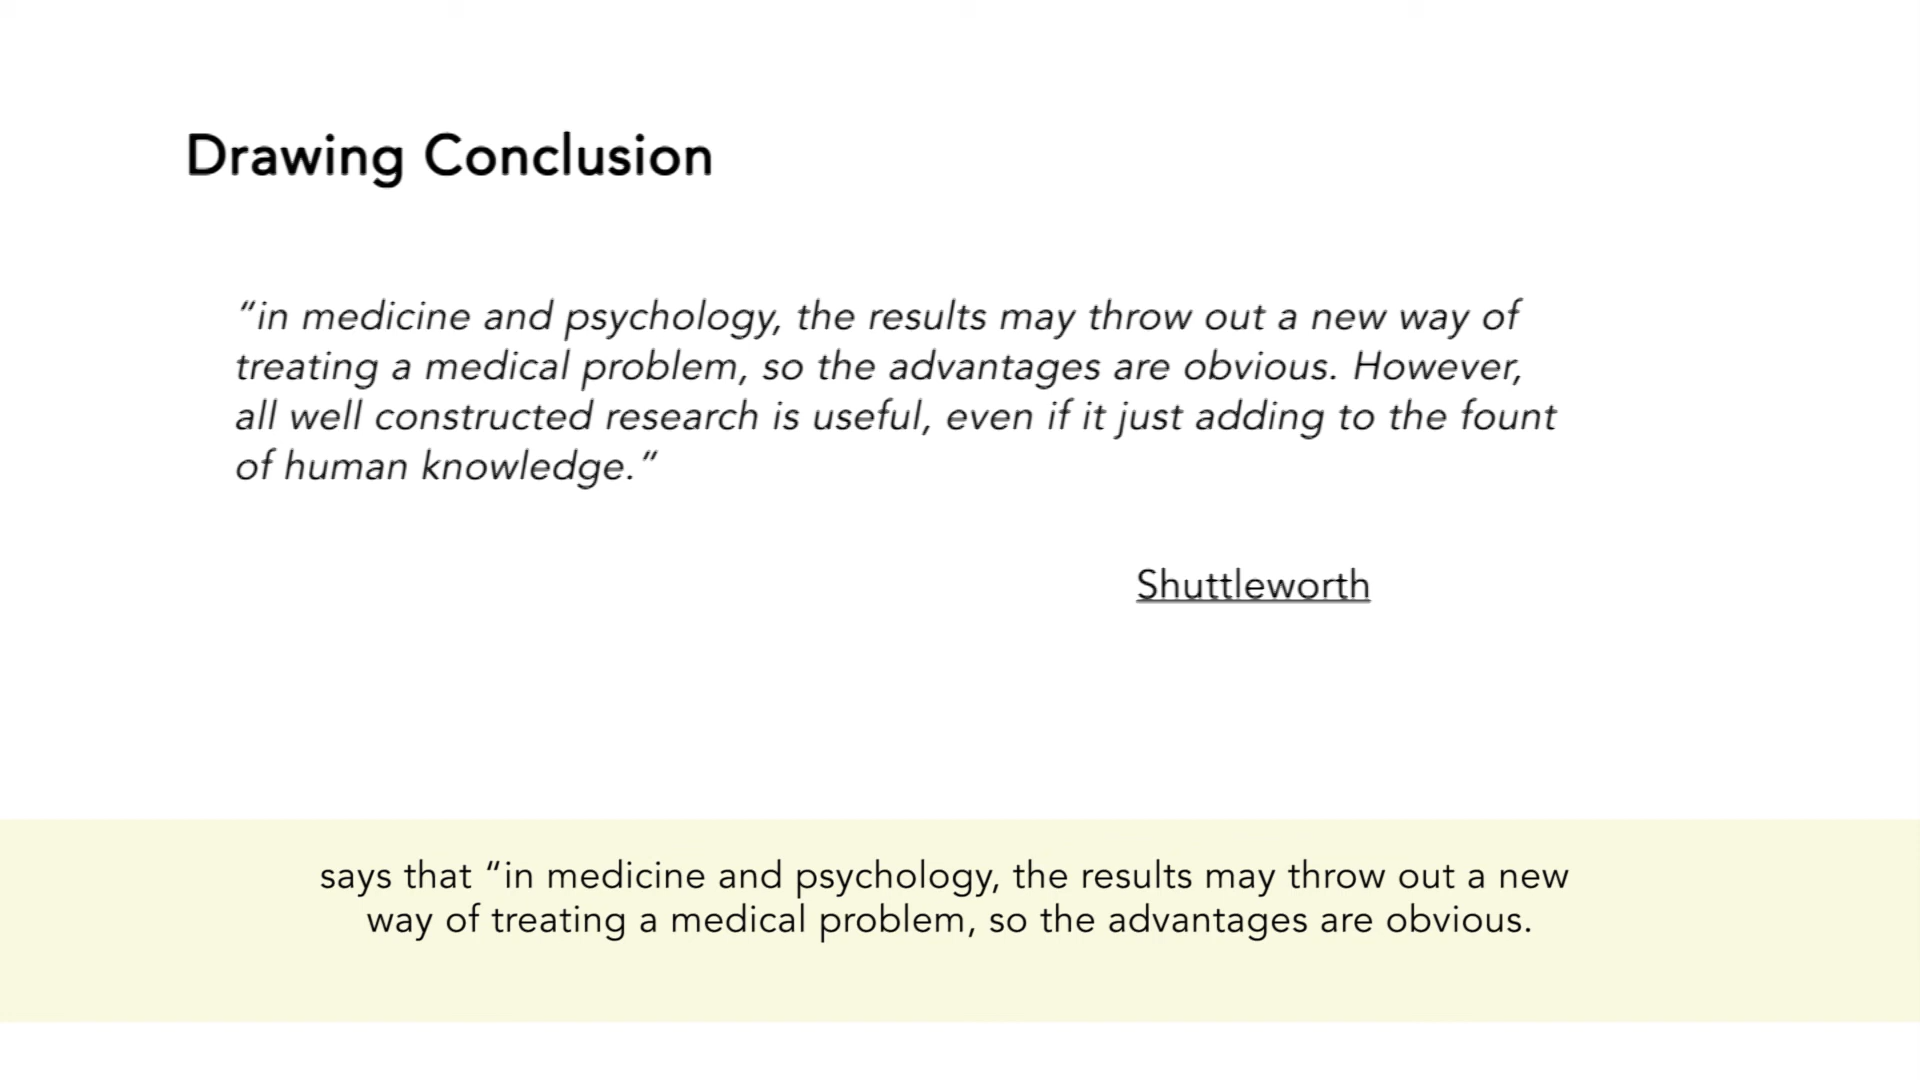 Drawing Conclusion
“in medicine and psychology, the results may throw out a new way of
treating a medical problem, so the advantages are obvious. However,
all well constructed research is useful, even if it just adding to the fount
of human knowledge.”
Shuttleworth
says that “in medicine and psychology, the results may throw out a new
way of treating a medical problem, so the advantages are obvious.